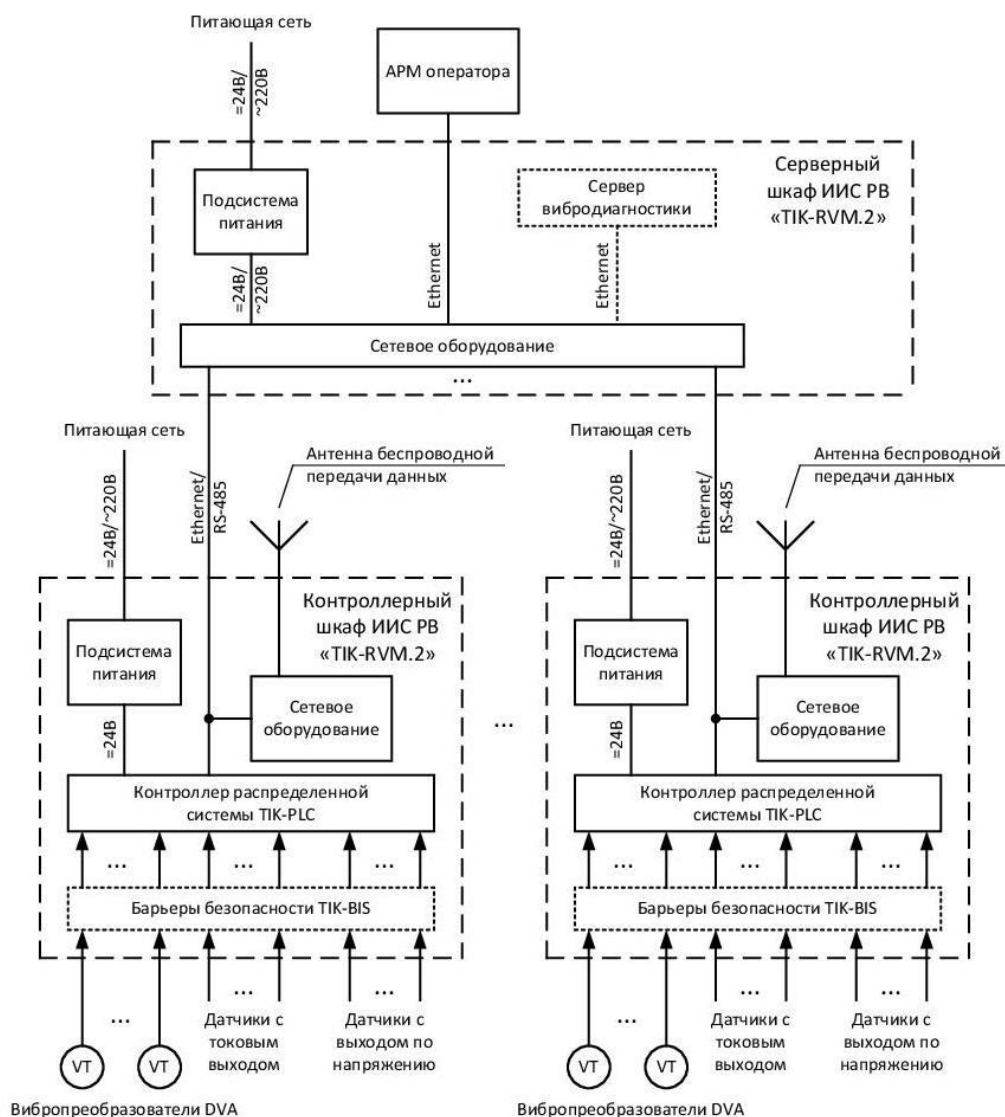 Питающая сеть
=24В/
~220В
АРМ оператора
Серверный
шкаф ИИС РВ
«TIK-RVM.2»
Подсистема
питания
Сервер
вибродиагностики
=24В/
~220В
Ethernet
Ethernet
Сетевое оборудование
...
Питающая сеть
=24В/~220В
Ethernet/
RS-485
Антенна беспроводной
передачи данных
Контроллерный
шкаф ИИС РВ
«TIK-RVM.2»
Подсистема
питания
=24В
Сетевое
оборудование
Контроллер распределенной
системы TIK-PLC
... ... ...
Барьеры безопасности TIK-BIS
... ... ...
VT VT
Датчики с
токовым
выходом
Датчики с
выходом по
напряжению
Вибропреобразователи DVA
...
Питающая сеть
=24В/~220В
Ethernet/
RS-485
Антенна беспроводной
передачи данных
Контроллерный
шкаф ИИС РВ
«TIK-RVM.2»
Подсистема
питания
=24В
Сетевое
оборудование
Контроллер распределенной
системы TIK-PLC
... ... ...
Барьеры безопасности TIK-BIS
... ... ...
VT VT
Датчики с
токовым
выходом
Датчики с
выходом по
напряжению
Вибропреобразователи DVA